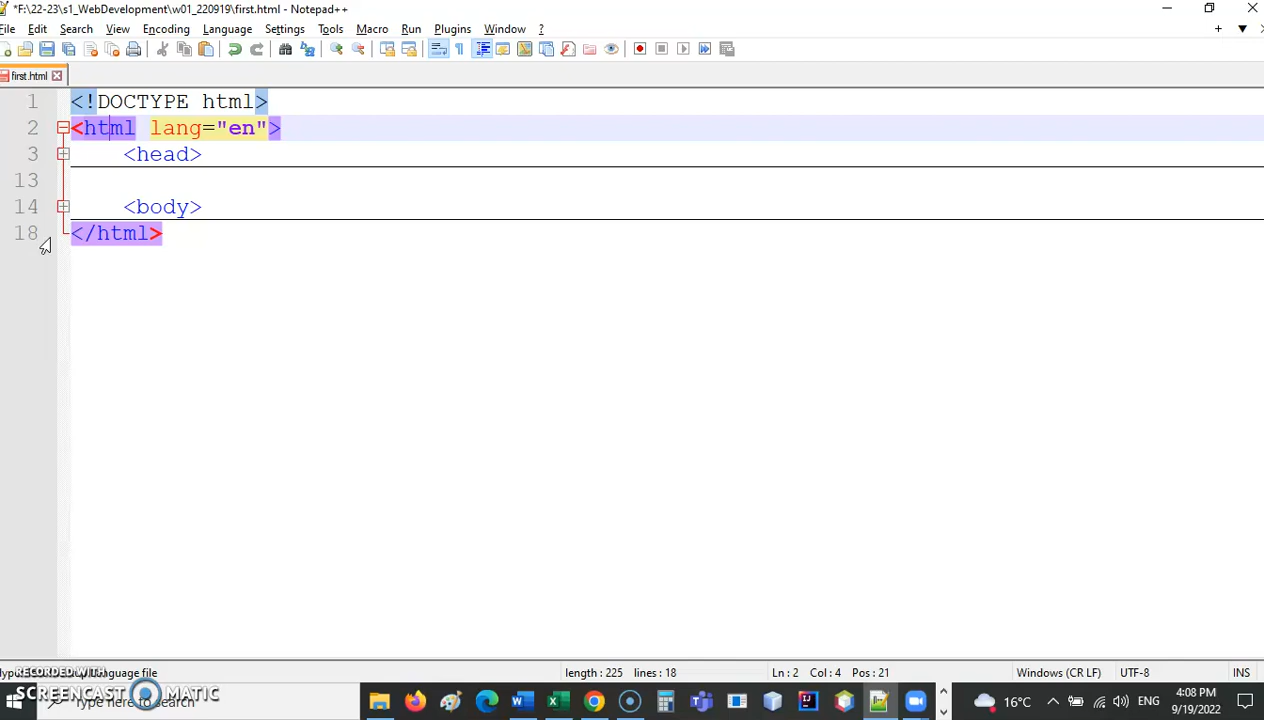 *F:\22-23\s1_WebDevelopment\w01_220919\first.html - Notepad++
File Edit Search View Encoding Language Settings Tools Macro Run Plugins Window ?
first.html
1 <!DOCTYPE html>
2 <html lang="en">
3 <head>
13
14 <body>
18 </html>
length : 225 lines : 18 Ln : 2 Col : 4 Pos : 21 Windows (CR LF) UTF-8 INS
RECORDED WITH
SCREENCAST MATIC
Type here to search
16°C ENG 4:08 PM
9/19/2022